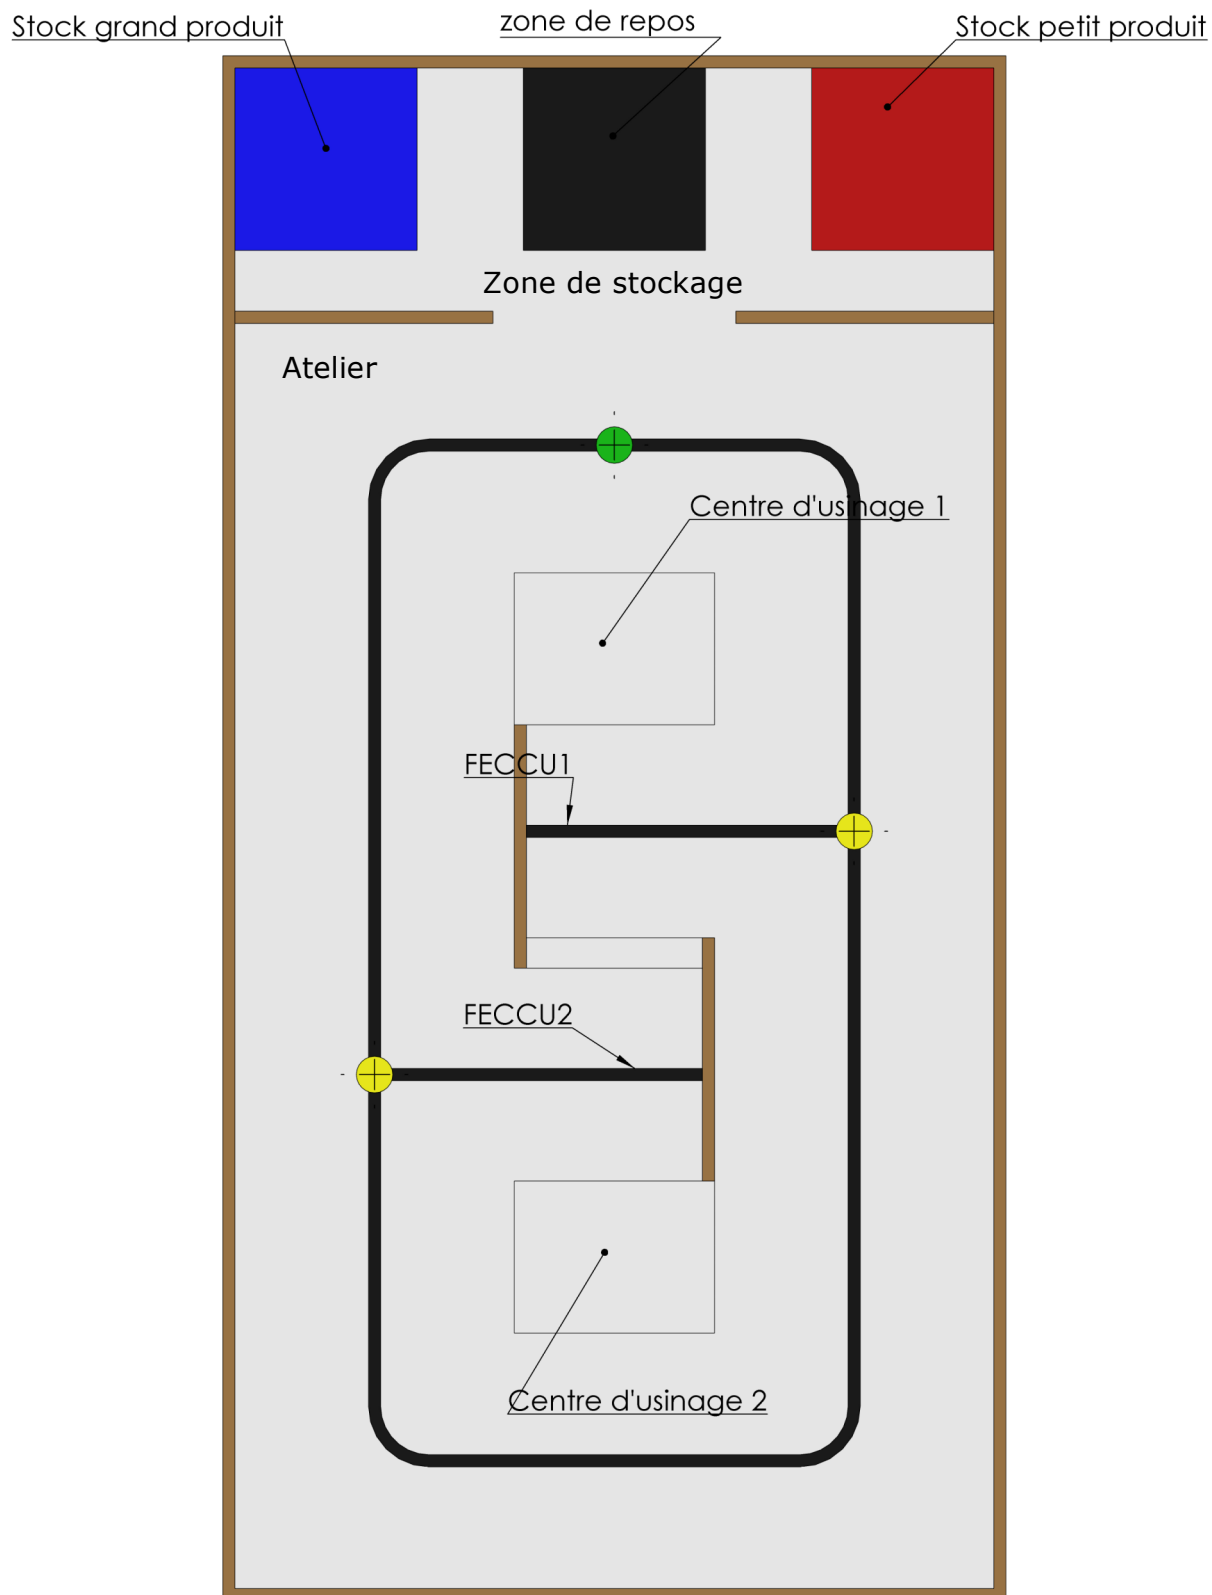 Stock grand produit
zone de repos
Stock petit produit
Zone de stockage
Atelier
Centre d'usinage 1
FECCU1
FECCU2
Centre d'usinage 2